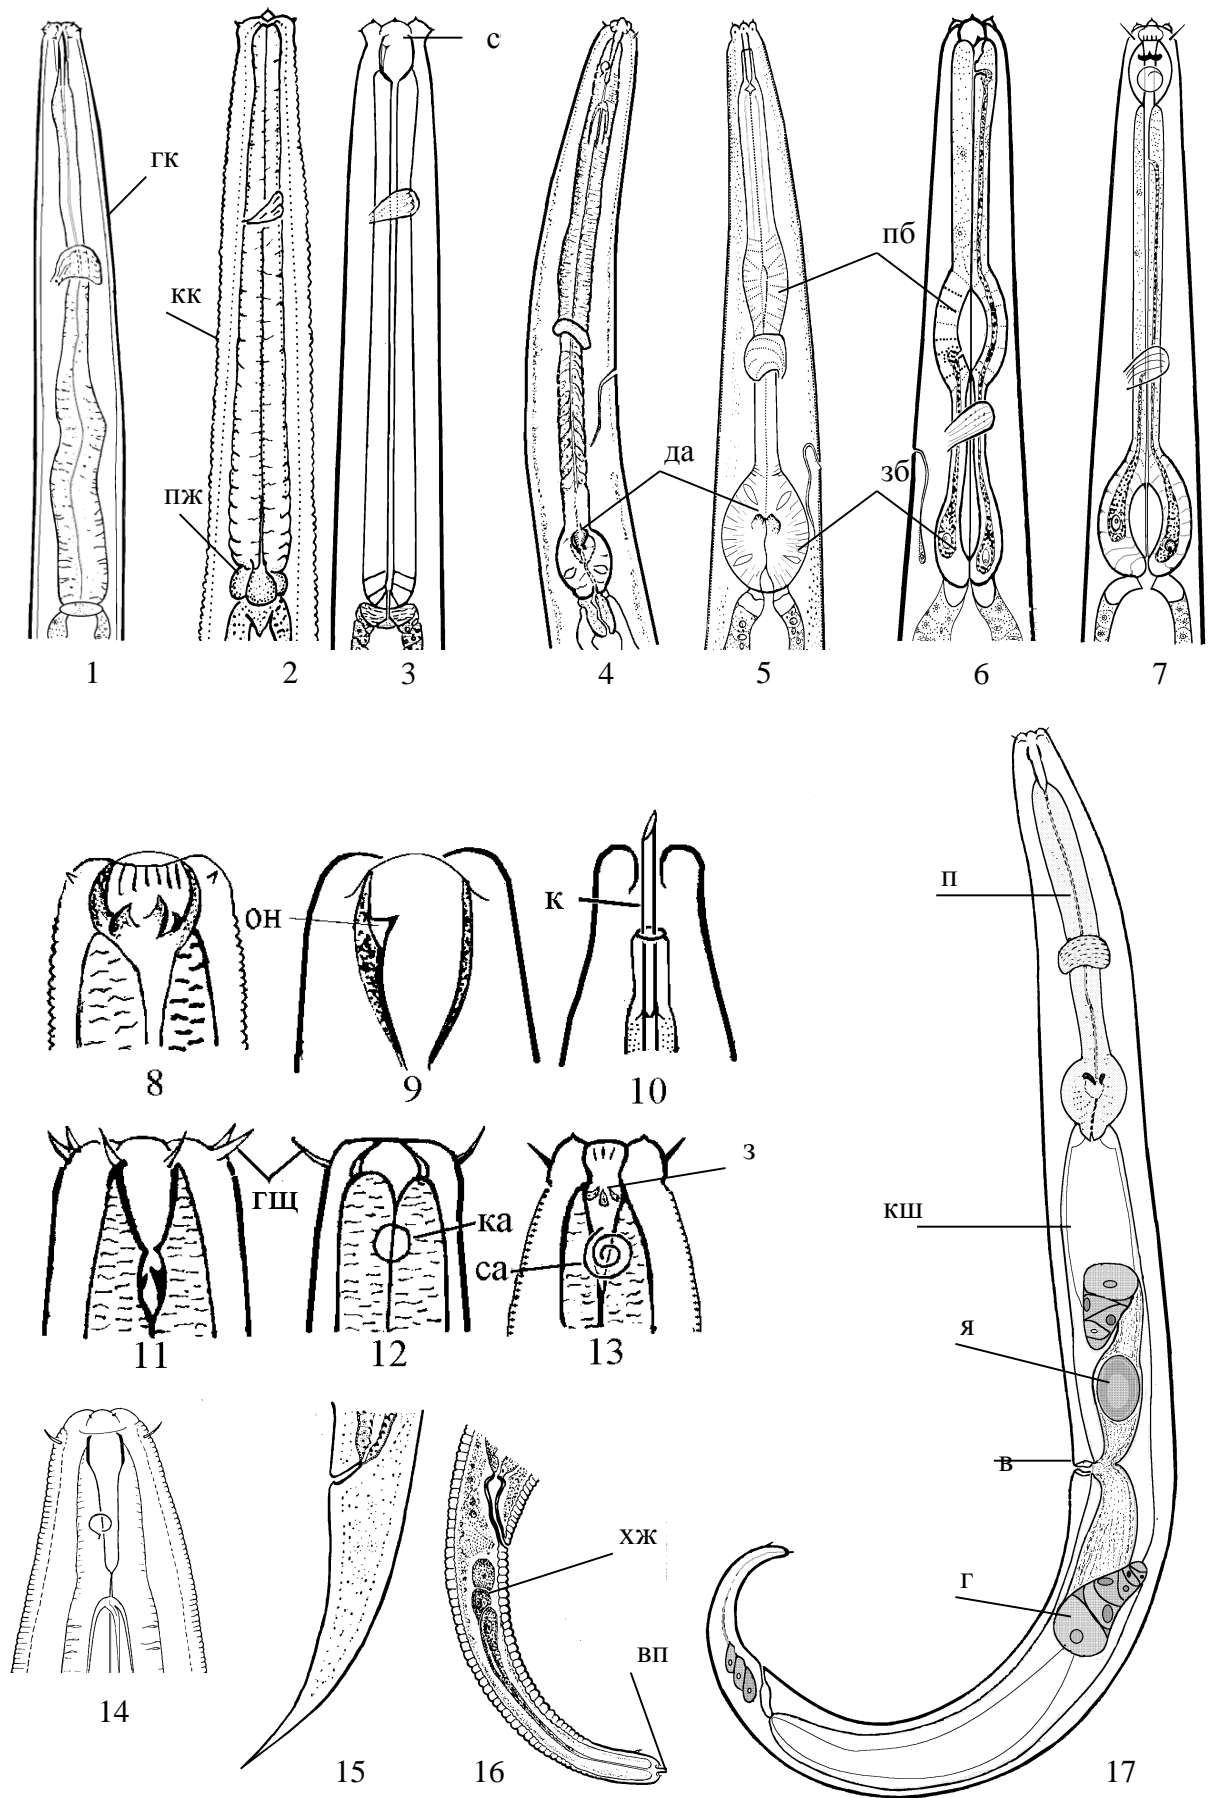 с
гк
пб
кк
да
зб
пж
1 2 3 4 5 6 7
п
к
он
8 9 10
з
гщ
ка
кш
са
я
11 12 13
в
хж
г
вп
14
15 16 17